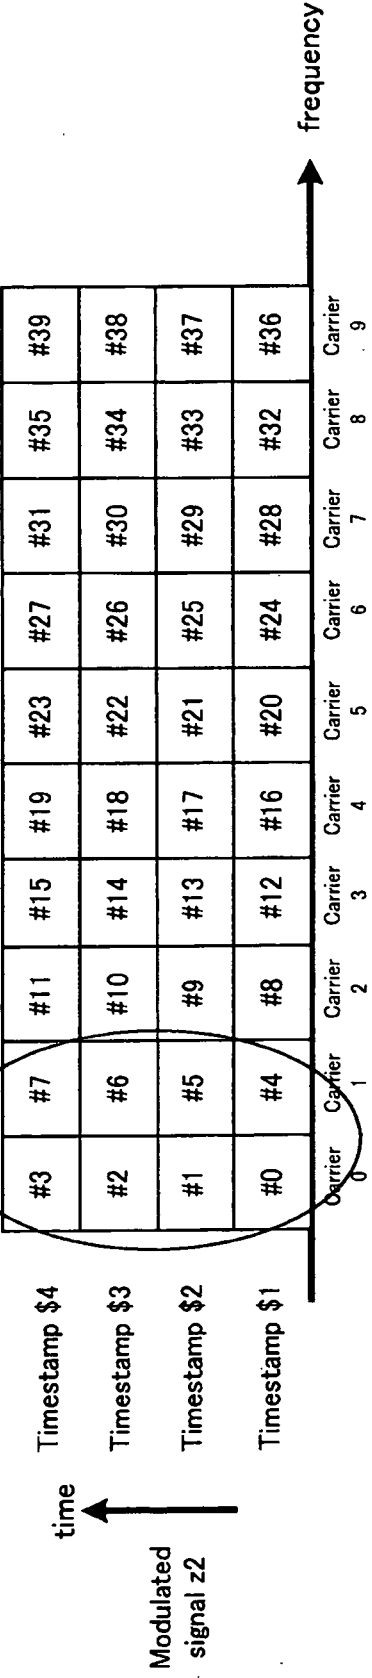 Modulated
signal z2
time
Timestamp $4 #3 #7 #11 #15 #19 #23 #27 #31 #35 #39
Timestamp $3 #2 #6 #10 #14 #18 #22 #26 #30 #34 #38
Timestamp $2 #1 #5 #9 #13 #17 #21 #25 #29 #33 #37
Timestamp $1 #0 #4 #8 #12 #16 #20 #24 #28 #32 #36
Carrier Carrier Carrier Carrier Carrier Carrier Carrier Carrier Carrier Carrier
0 1 2 3 4 5 6 7 8 9
frequency